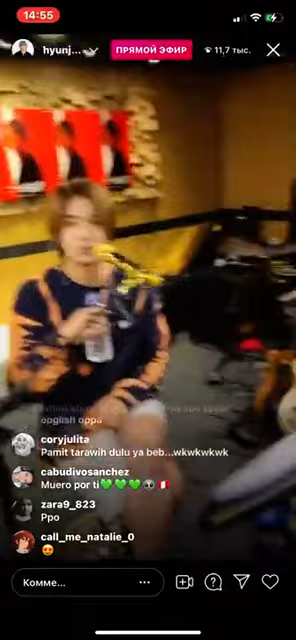 14:55
hyunj...
ПРЯМОЙ ЭФИР
11,7 тыс.
opglish oppa
coryjulita
Pamit tarawih dulu ya beb...wkwkwkwk
cabudivosanchez
Muero por ti💚💚💚👽🇵🇪
zara9_823
Ppo
call_me_natalie_0
😍
Комме...